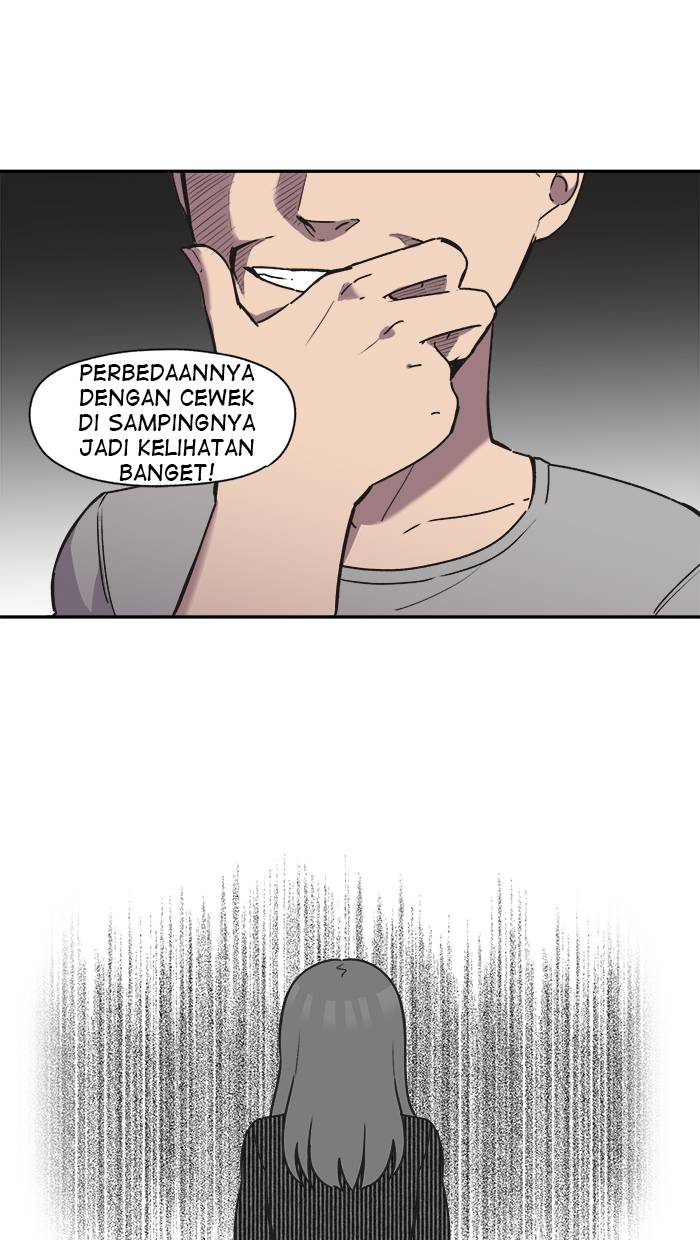 PERBEDAANNYA
DENGAN CEWEK
DI SAMPINGNYA
JADI KELIHATAN
BANGET!